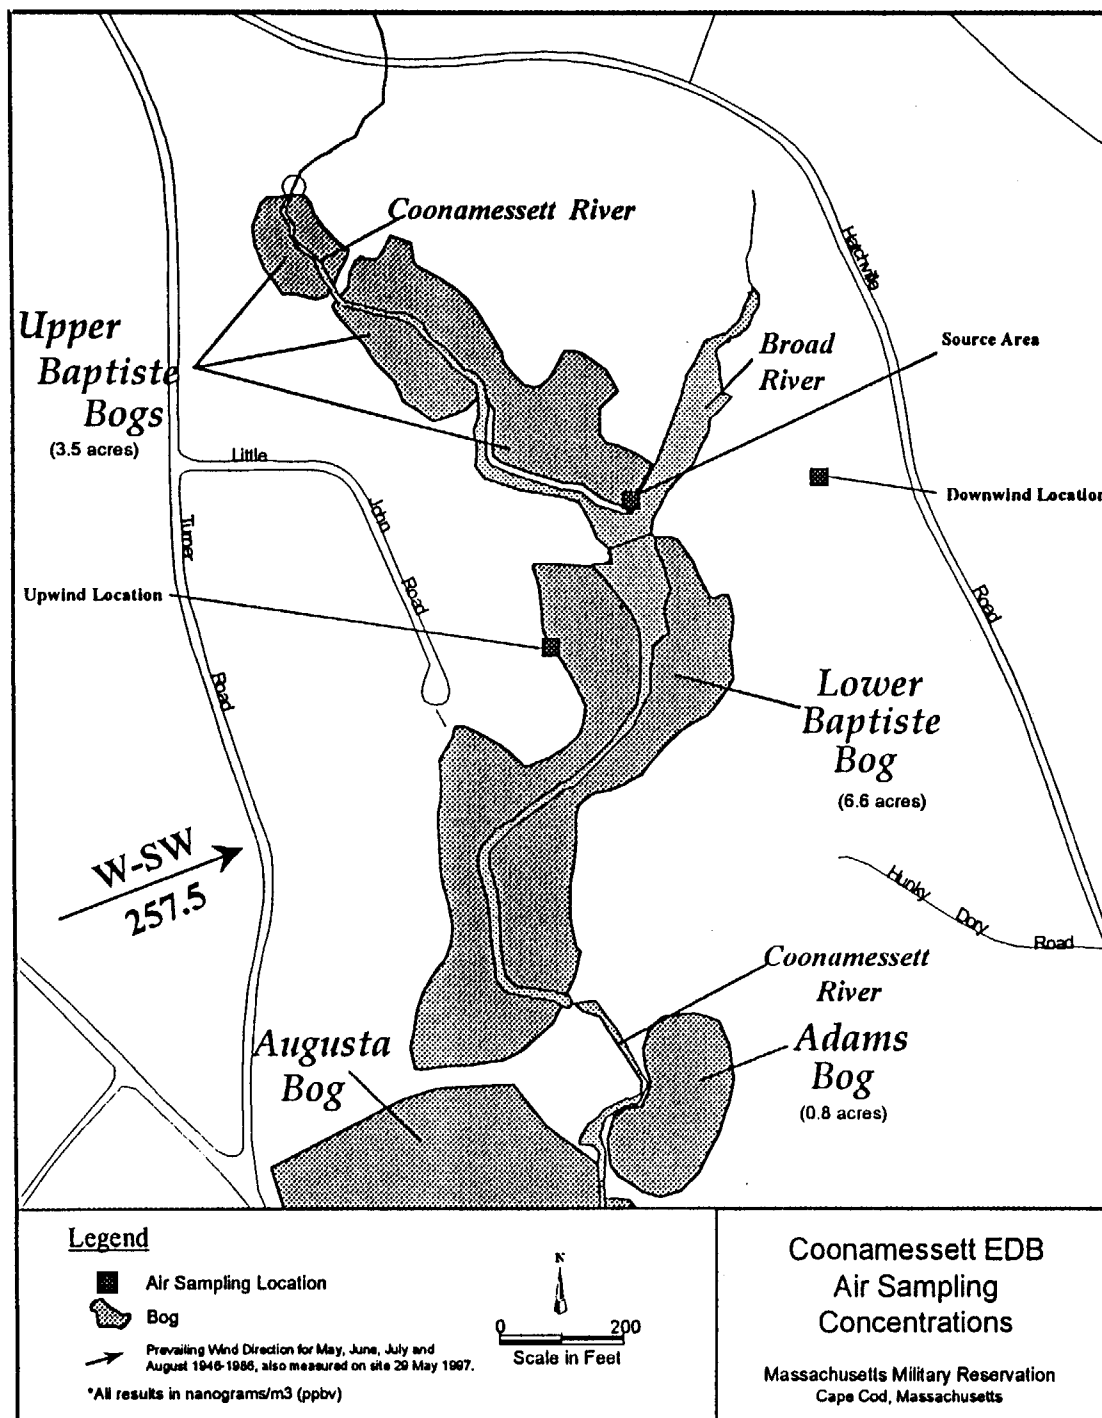 Coonamessett River
Hatchville
Upper
Baptiste
Bogs
(3.5 acres)
Broad
River
Source Area
Little
John
Road
Downwind Location
Turner
Road
Upwind Location
Road
Lower
Baptiste
Bog
(6.6 acres)
W-SW
257.5
Hunky
Dory
Road
Coonamessett
River
Augusta
Bog
Adams
Bog
(0.8 acres)
Legend
Air Sampling Location
Bog
Prevailing Wind Direction for May, June, July and
August 1946-1986, also measured on site 29 May 1997.
*All results in nanograms/m3 (ppbv)
N
0 200
Scale in Feet
Coonamessett EDB
Air Sampling
Concentrations
Massachusetts Military Reservation
Cape Cod, Massachusetts